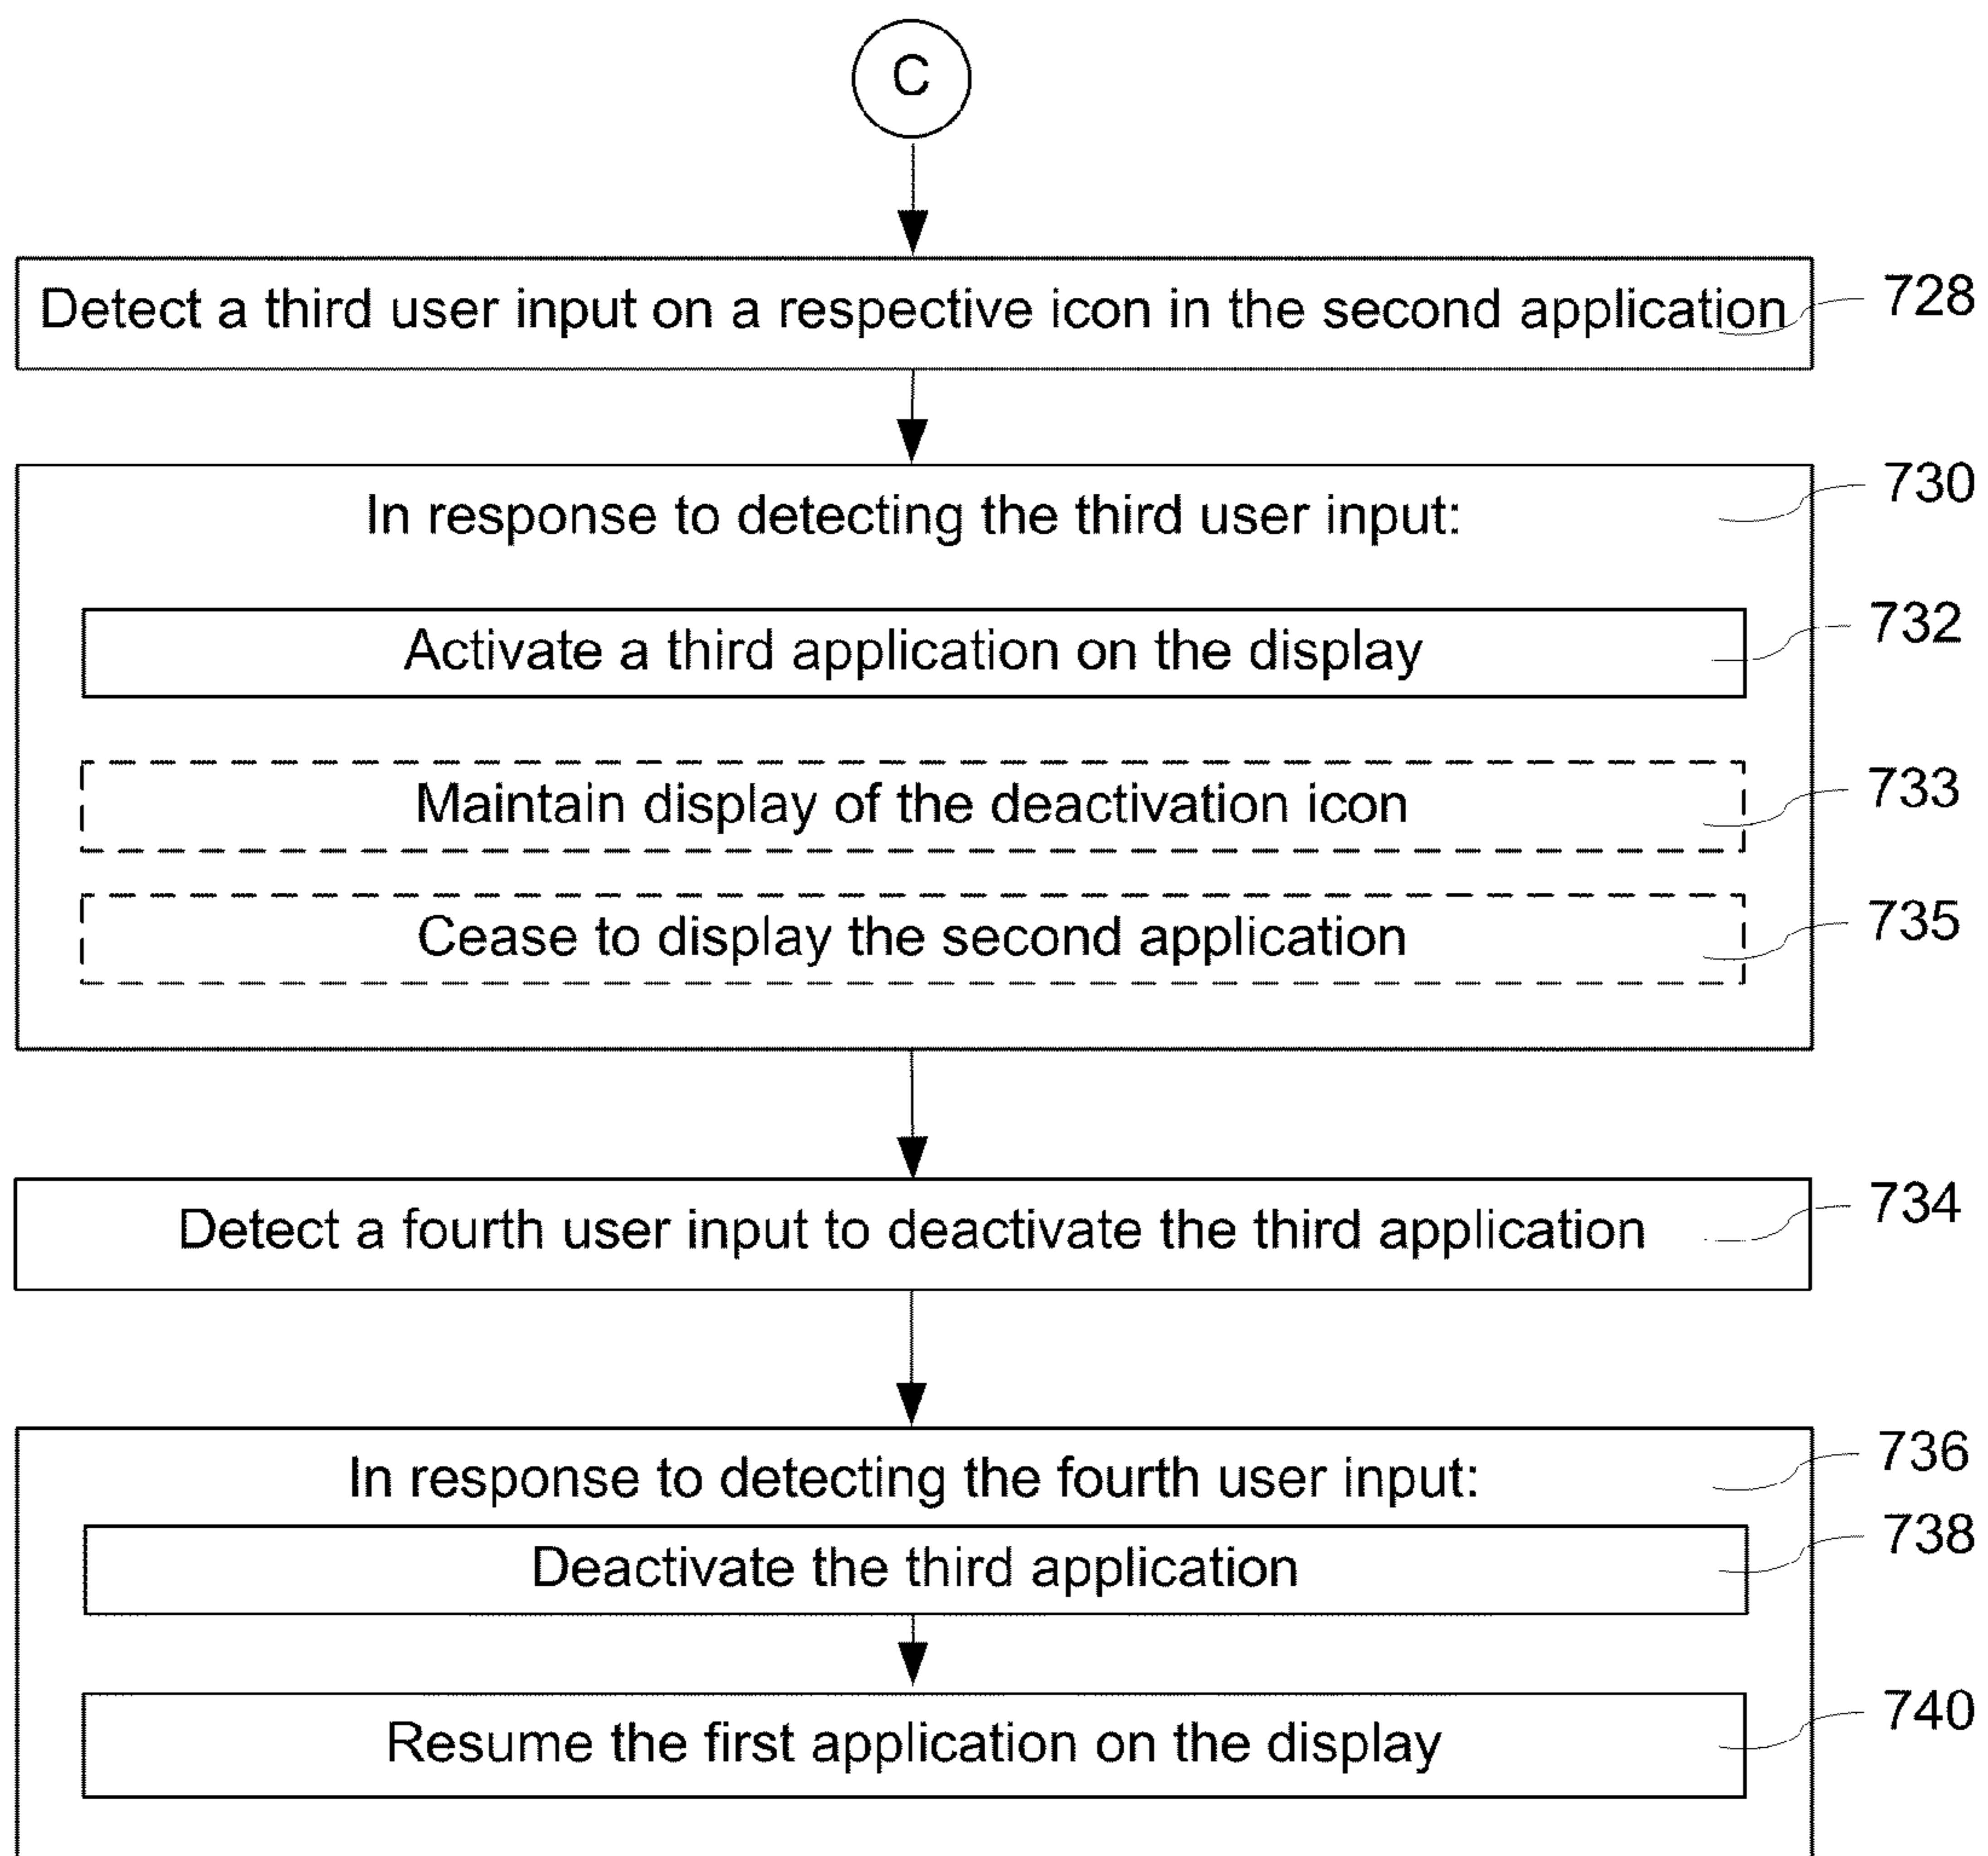 C
Detect a third user input on a respective icon in the second application
728
In response to detecting the third user input:
730
Activate a third application on the display
732
Maintain display of the deactivation icon
733
Cease to display the second application
735
Detect a fourth user input to deactivate the third application
734
In response to detecting the fourth user input:
736
Deactivate the third application
738
Resume the first application on the display
740